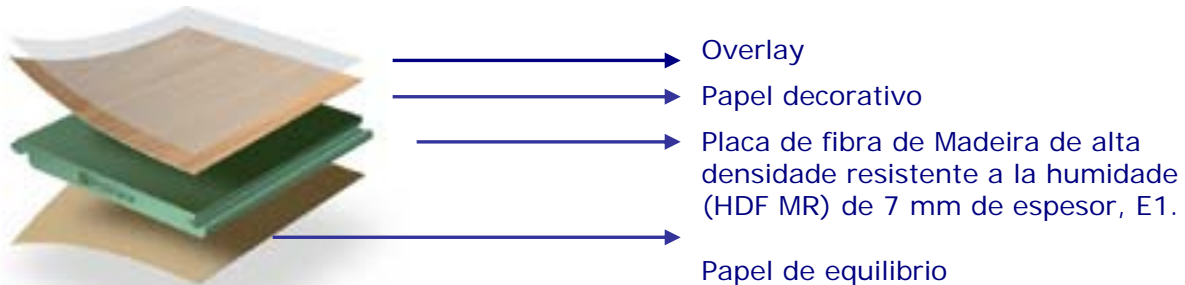 Overlay
Papel decorativo
Placa de fibra de Madeira de alta
densidade resistente a la humidade
(HDF MR) de 7 mm de espesor, E1.
Papel de equilibrio